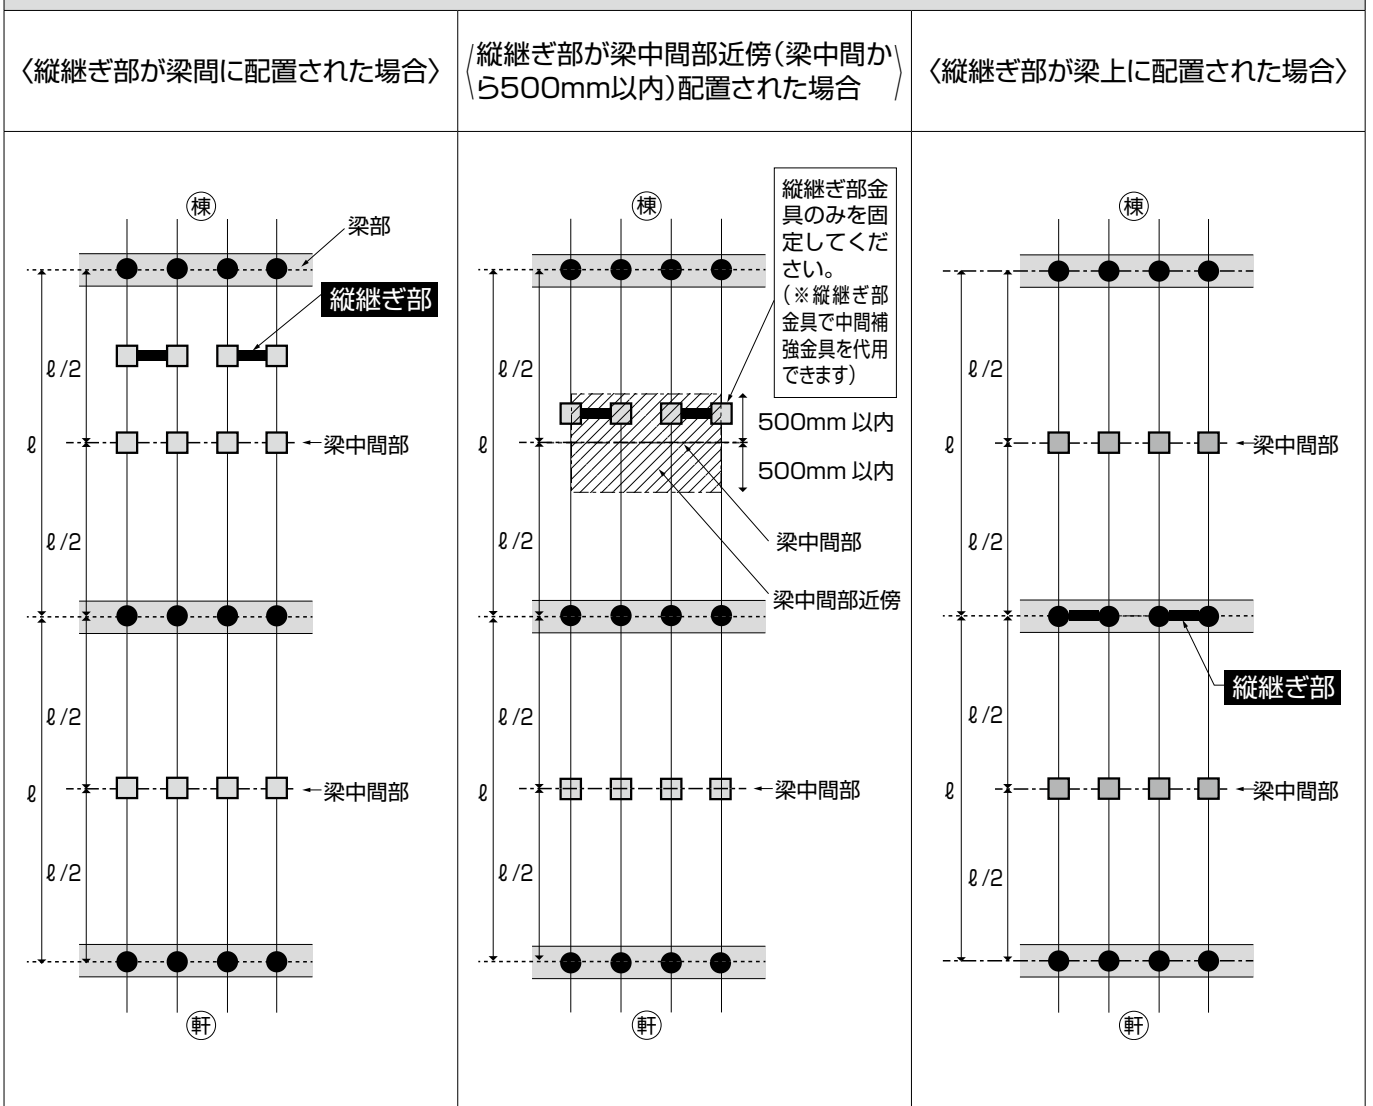 〈縦継ぎ部が梁間に配置された場合〉
〈縦継ぎ部が梁中間部近傍(梁中間か
ら500mm以内)配置された場合〉
〈縦継ぎ部が梁上に配置された場合〉
棟
梁部
縦継ぎ部
ℓ/2
ℓ
梁中間部
ℓ/2
ℓ/2
ℓ
梁中間部
ℓ/2
軒
棟
縦継ぎ部金
具のみを固
定してくだ
さい。
(※縦継ぎ部
金具で中間補
強金具を代用
できます)
ℓ/2
500mm 以内
ℓ
500mm 以内
ℓ/2
梁中間部
梁中間部近傍
ℓ/2
ℓ
梁中間部
ℓ/2
軒
棟
ℓ/2
ℓ
梁中間部
ℓ/2
縦継ぎ部
ℓ/2
ℓ
梁中間部
ℓ/2
軒